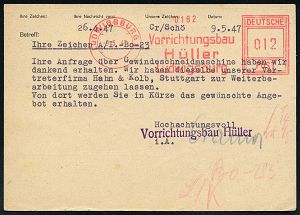 Ihre Zeichen Ihre Nachricht vom Unsere Zeichen Datum
26.4.47 Cr/Schö 9.5.47
Betreff:
LUDWIGSBURG
0182
DEUTSCHE
012
Vorrichtungsbau
Hüller
Ihre Zeichen A/I-Bo-23
Ihre Anfrage über Gewindeschneidmaschine haben wir
dankend erhalten. Wir haben dieselbe unserer Ver-
treterfirma Hahn & Kolb, Stuttgart zur Weiterbe-
arbeitung zugehen lassen.
Von dort werden Sie in Kürze das gewünschte Ange-
bot erhalten.
Hochachtungsvoll
Vorrichtungsbau Hüller
i.A.